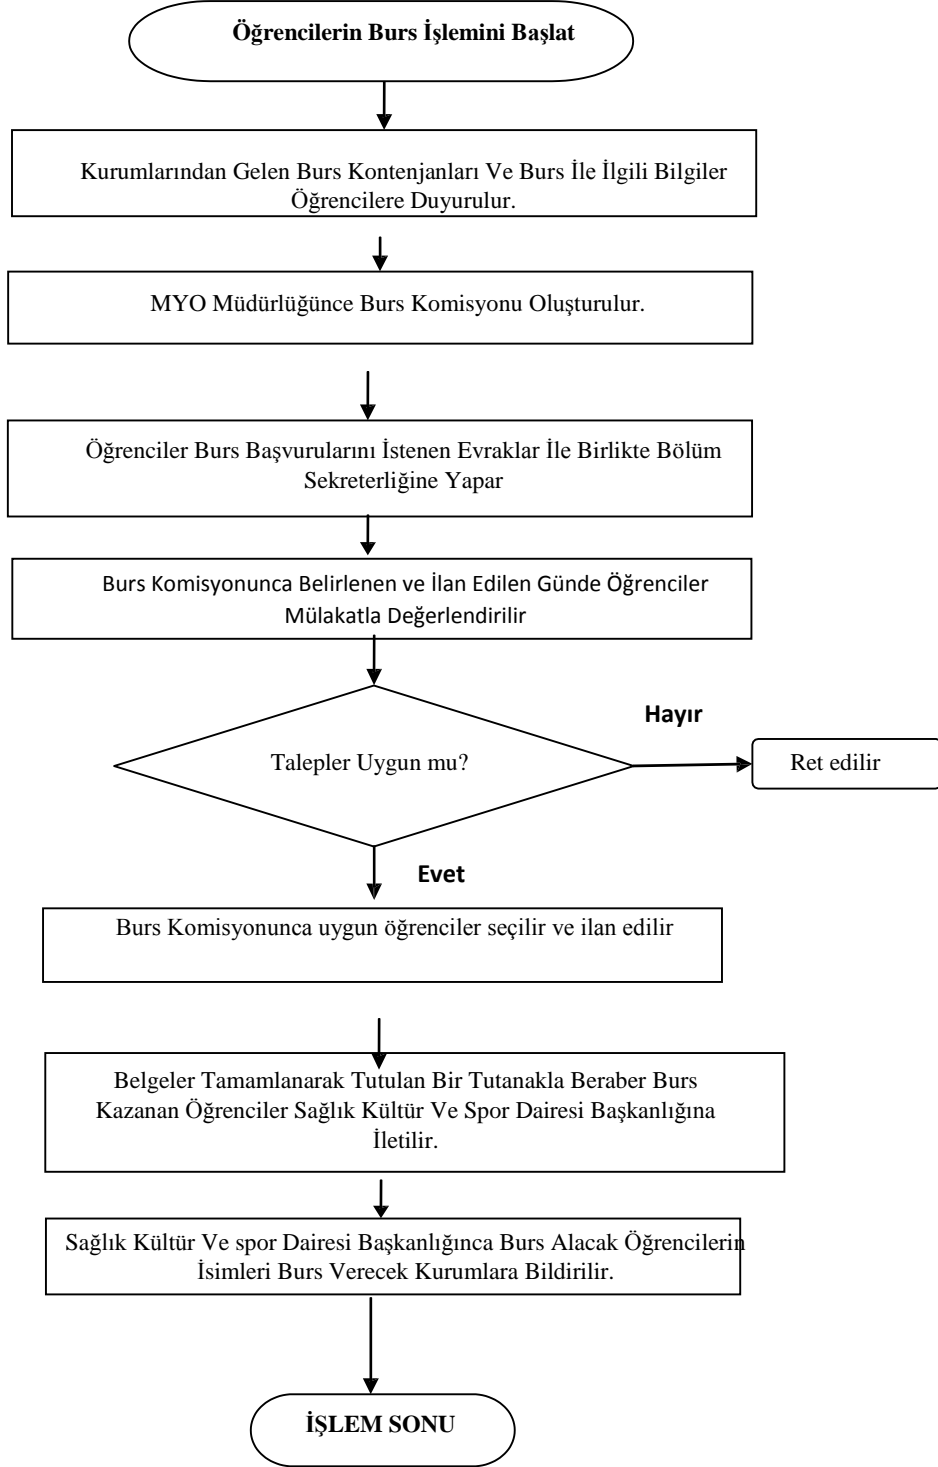 Öğrencilerin Burs İşlemini Başlat
Kurumlarından Gelen Burs Kontenjanları Ve Burs İle İlgili Bilgiler
Öğrencilere Duyurulur.
MYO Müdürlüğünce Burs Komisyonu Oluşturulur.
Öğrenciler Burs Başvurularını İstenen Evraklar İle Birlikte Bölüm
Sekreterliğine Yapar
Burs Komisyonunca Belirlenen ve İlan Edilen Günde Öğrenciler
Mülakatla Değerlendirilir
Hayır
Talepler Uygun mu?
Ret edilir
Evet
Burs Komisyonunca uygun öğrenciler seçilir ve ilan edilir
Belgeler Tamamlanarak Tutulan Bir Tutanakla Beraber Burs
Kazanan Öğrenciler Sağlık Kültür Ve Spor Dairesi Başkanlığına
İletilir.
Sağlık Kültür Ve spor Dairesi Başkanlığınca Burs Alacak Öğrencilerin
İsimleri Burs Verecek Kurumlara Bildirilir.
İŞLEM SONU